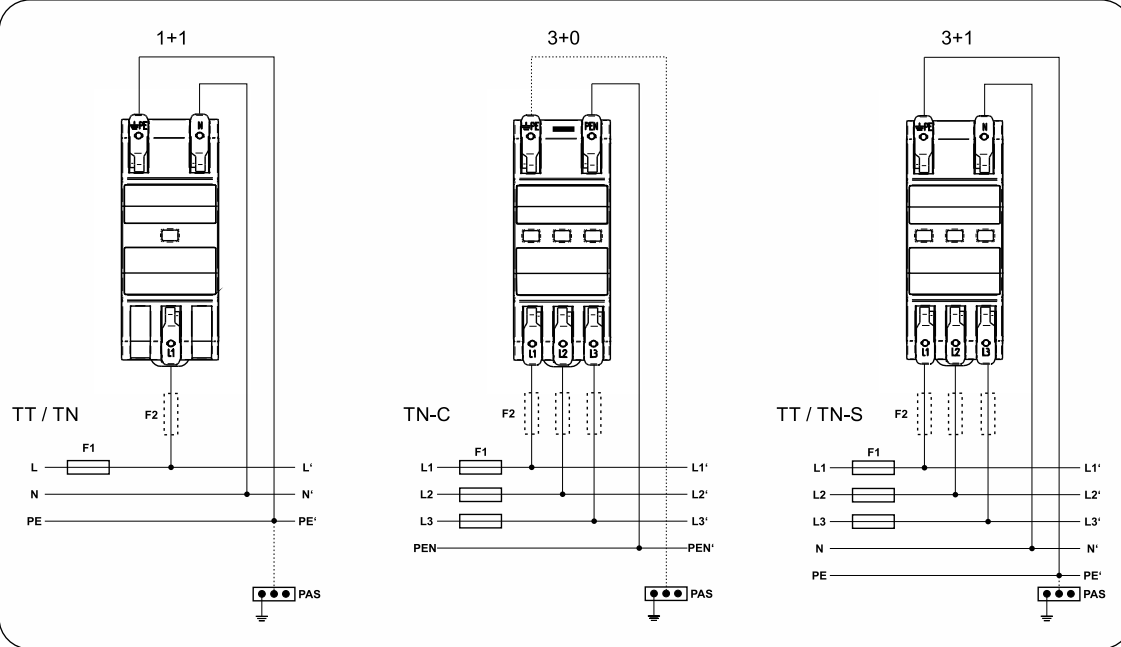 1+1
PE
N
L1
TT / TN
F2
F1
L
L‘
N
N‘
PE
PE‘
PAS
3+0
PE
PEN
L1
L2
L3
TN-C
F2
F1
L1
L1‘
L2
L2‘
L3
L3‘
PEN
PEN‘
PAS
3+1
PE
N
L1
L2
L3
TT / TN-S
F2
F1
L1
L1‘
L2
L2‘
L3
L3‘
N
N‘
PE
PE‘
PAS